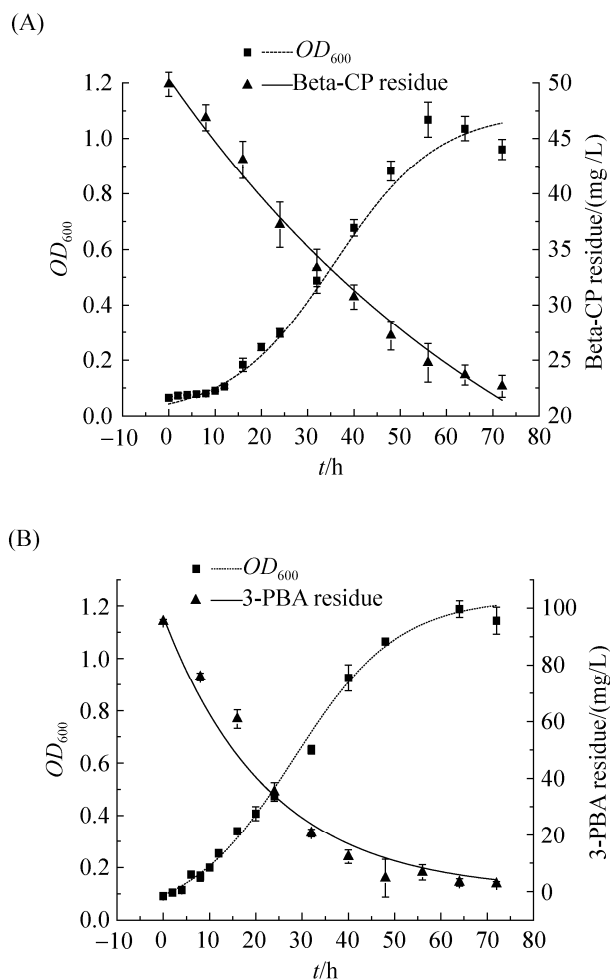 (A)
OD600
Beta-CP residue
1.2
1.0
0.8
0.6
0.4
0.2
0.0
OD600
50
45
40
35
30
25
20
Beta-CP residue/(mg /L)
−10 0 10 20 30 40 50 60 70 80
t/h
(B)
OD600
3-PBA residue
1.2
1.0
0.8
0.6
0.4
0.2
0.0
OD600
100
80
60
40
20
0
3-PBA residue/(mg/L)
−10 0 10 20 30 40 50 60 70 80
t/h